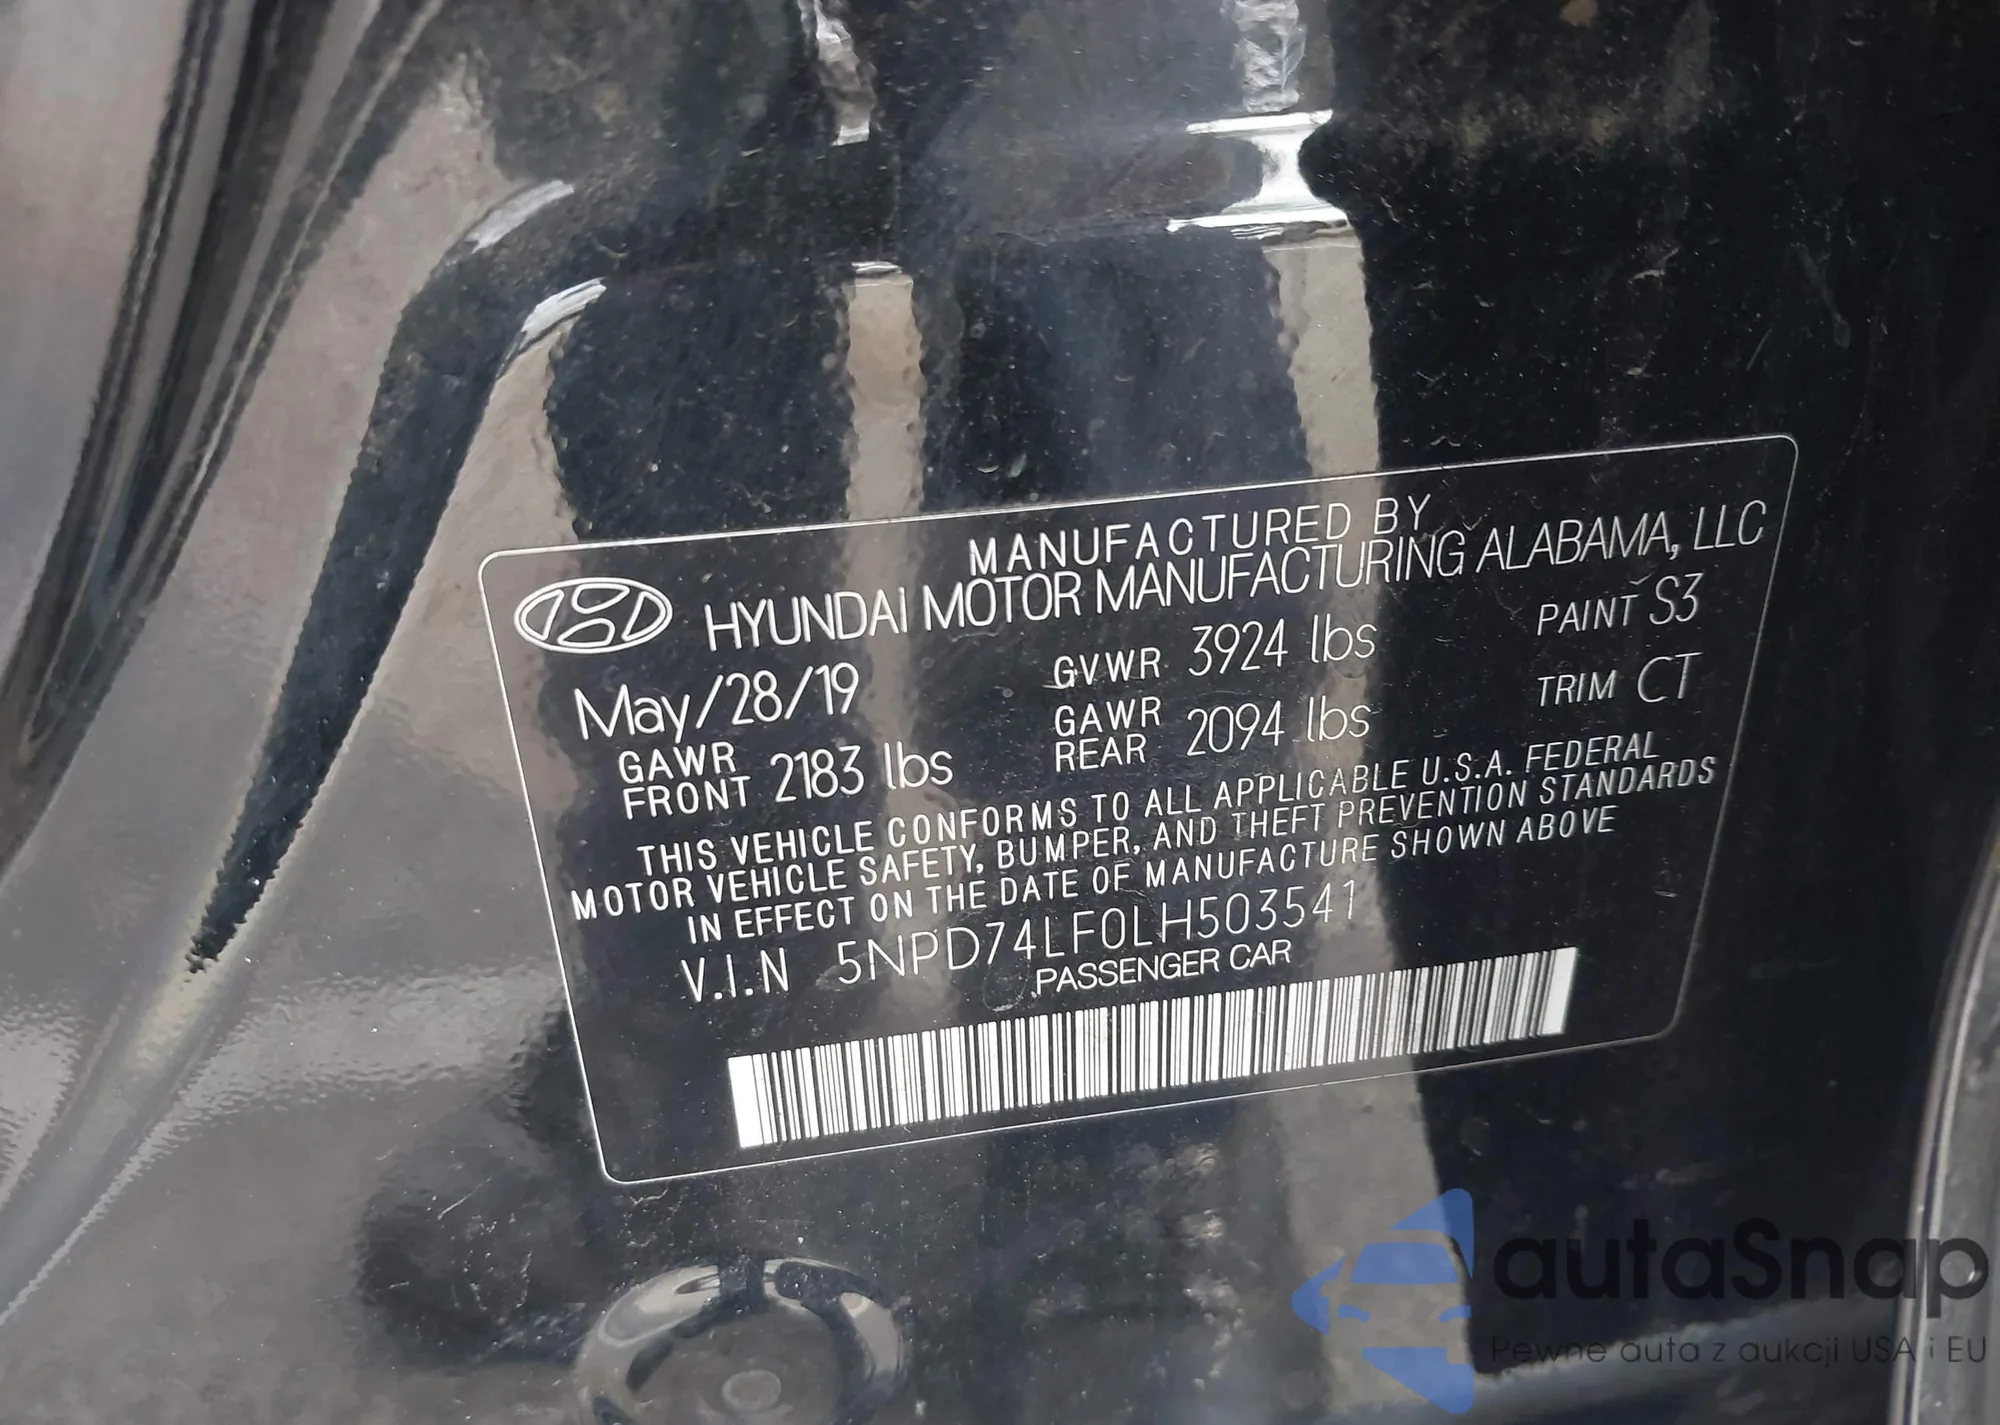 MANUFACTURED BY
HYUNDAI MOTOR MANUFACTURING ALABAMA, LLC
May/28/19 GVWR 3924 lbs PAINT S3
GAWR FRONT 2183 lbs GAWR REAR 2094 lbs TRIM CT
THIS VEHICLE CONFORMS TO ALL APPLICABLE U.S.A. FEDERAL
MOTOR VEHICLE SAFETY, BUMPER, AND THEFT PREVENTION STANDARDS
IN EFFECT ON THE DATE OF MANUFACTURE SHOWN ABOVE
V.I.N 5NPD74LF0LH503541
PASSENGER CAR
autaSnap
Pewne auta z aukcji USA i EU